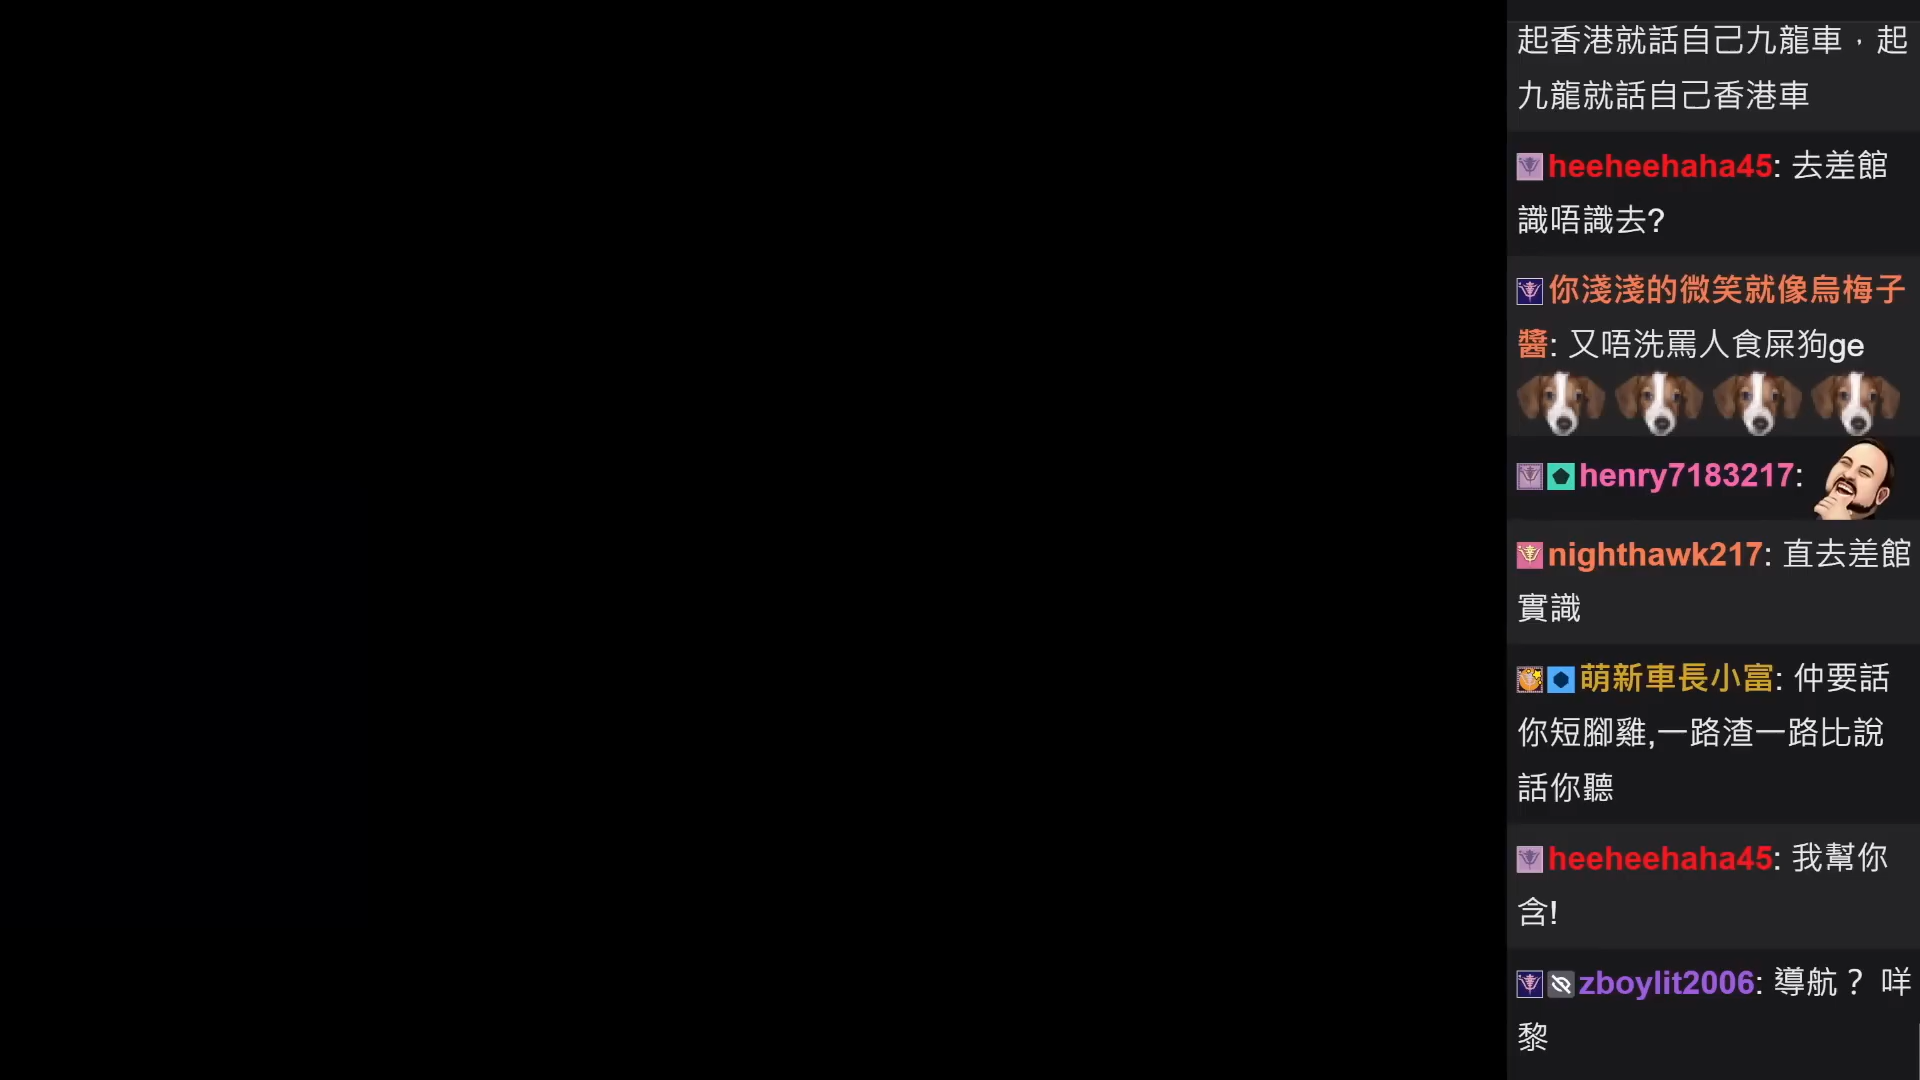 起香港就話自己九龍車，起
九龍就話自己香港車
heeheehaha45: 去差館
識唔識去?
你淺淺的微笑就像烏梅子
醬: 又唔洗罵人食屎狗ge
henry7183217:
nighthawk217: 直去差館
實識
萌新車長小富: 仲要話
你短腳雞,一路渣一路比說
話你聽
heeheehaha45: 我幫你
含!
zboylit2006: 導航？ 咩
黎